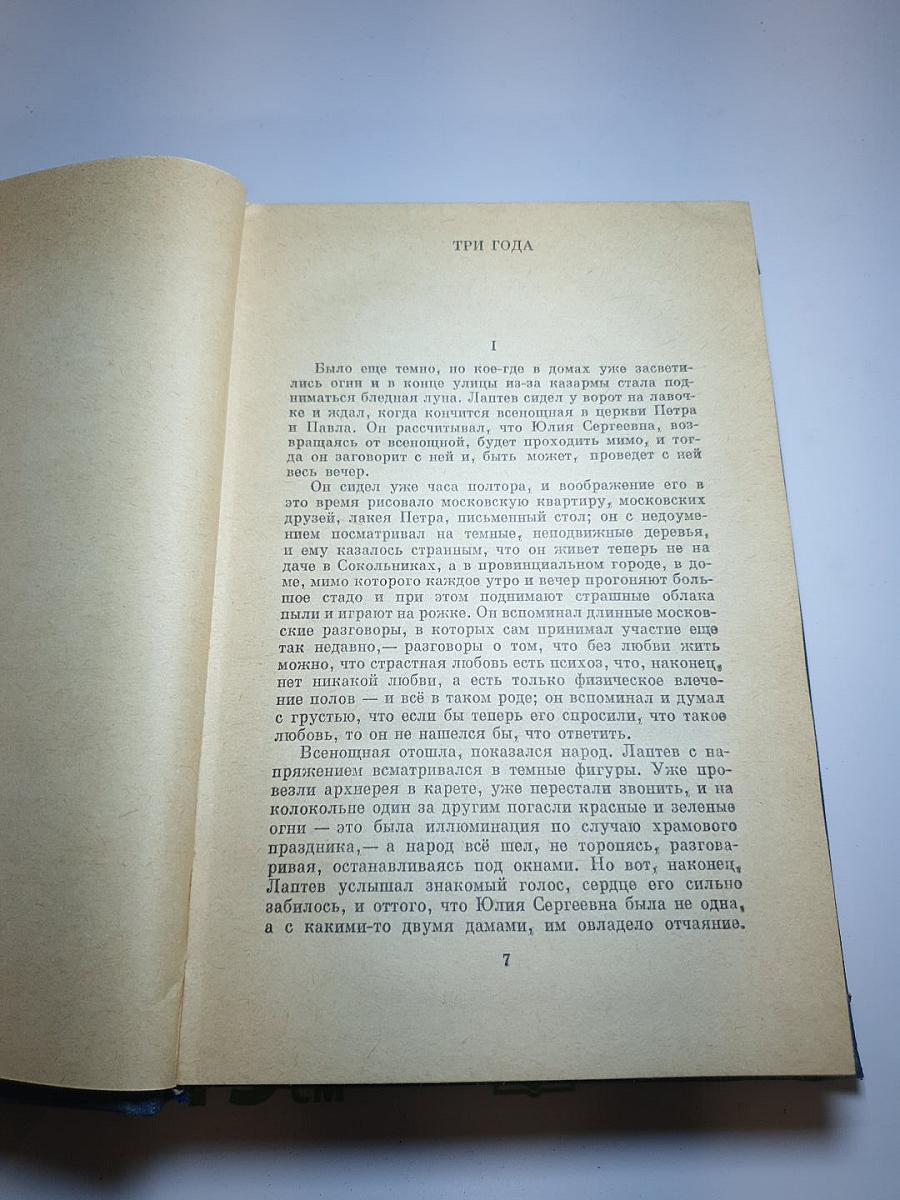 ТРИ ГОДА
I
Было еще темно, но кое-где в домах уже засвети-
лись огни и в конце улицы из-за казармы стала под-
ниматься бледная луна. Лаптев сидел у ворот на лавоч-
ке и ждал, когда кончится всенощная в церкви Петра
и Павла. Он рассчитывал, что Юлия Сергеевна, воз-
вращаясь от всенощной, будет проходить мимо, и тог-
да он заговорит с ней и, быть может, проведет с ней
весь вечер.
Он сидел уже часа полтора, и воображение его в
это время рисовало московскую квартиру, московских
друзей, лакея Петра, письменный стол; он с недоуме-
нием посматривал на темные, неподвижные деревья,
и ему казалось странным, что он живет теперь не на
даче в Сокольниках, а в провинциальном городе, в до-
ме, мимо которого каждое утро и вечер прогоняют боль-
шое стадо и при этом поднимают страшные облака
пыли и играют на рожке. Он вспоминал длинные москов-
ские разговоры, в которых сам принимал участие еще
так недавно,— разговоры о том, что без любви жить
можно, что страстная любовь есть психоз, что, наконец,
нет никакой любви, а есть только физическое влече-
ние полов — и всё в таком роде; он вспоминал и думал
с грустью, что если бы теперь его спросили, что такое
любовь, то он не нашелся бы, что ответить.
Всенощная отошла, показался народ. Лаптев с на-
пряжением всматривался в темные фигуры. Уже про-
везли архиерея в карете, уже перестали звонить, и на
колокольне один за другим погасли красные и зеленые
огни — это была иллюминация по случаю храмового
праздника,— а народ всё шел, не торопясь, разгова-
ривая, останавливаясь под окнами. Но вот, наконец,
Лаптев услышал знакомый голос, сердце его сильно
забилось, и оттого, что Юлия Сергеевна была не одна,
а с какими-то двумя дамами, им овладело отчаяние.
7
см